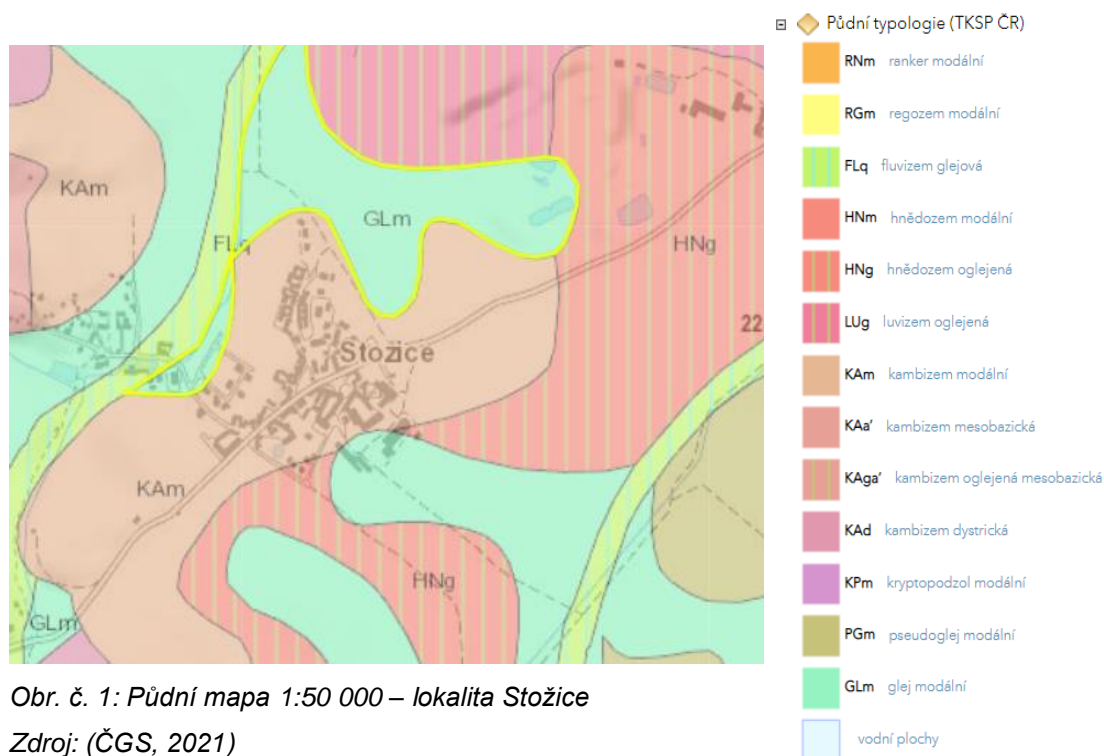 Půdní typologie (TKSP ČR)
RNm ranker modální
RGm regozem modální
FLq fluvizem glejová
HNm hnědozem modální
HNg hnědozem oglejená
LUg luvizem oglejená
KAm kambizem modální
KAa' kambizem mesobazická
KAga' kambizem oglejená mesobazická
KAd kambizem dystrická
KPm kryptopodzol modální
PGm pseudoglej modální
GLm glej modální
vodní plochy
KAm
GLm
FLq
HNg
22
Stozice
KAm
HNg
GLm
Obr. č. 1: Půdní mapa 1:50 000 – lokalita Stožice
Zdroj: (ČGS, 2021)